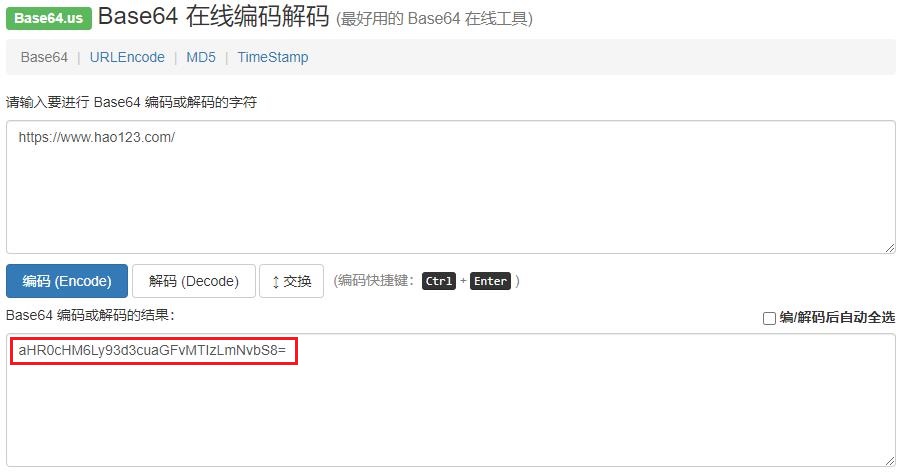 Base64.us Base64 在线编码解码 (最好用的 Base64 在线工具)
Base64 | URLEncode | MD5 | TimeStamp
请输入要进行 Base64 编码或解码的字符
https://www.hao123.com/
编码 (Encode) 解码 (Decode) ↕ 交换 (编码快捷键: Ctrl + Enter )
Base64 编码或解码的结果: 编/解码后自动全选
aHR0cHM6Ly93d3cuaGFvMTIzLmNvbS8=